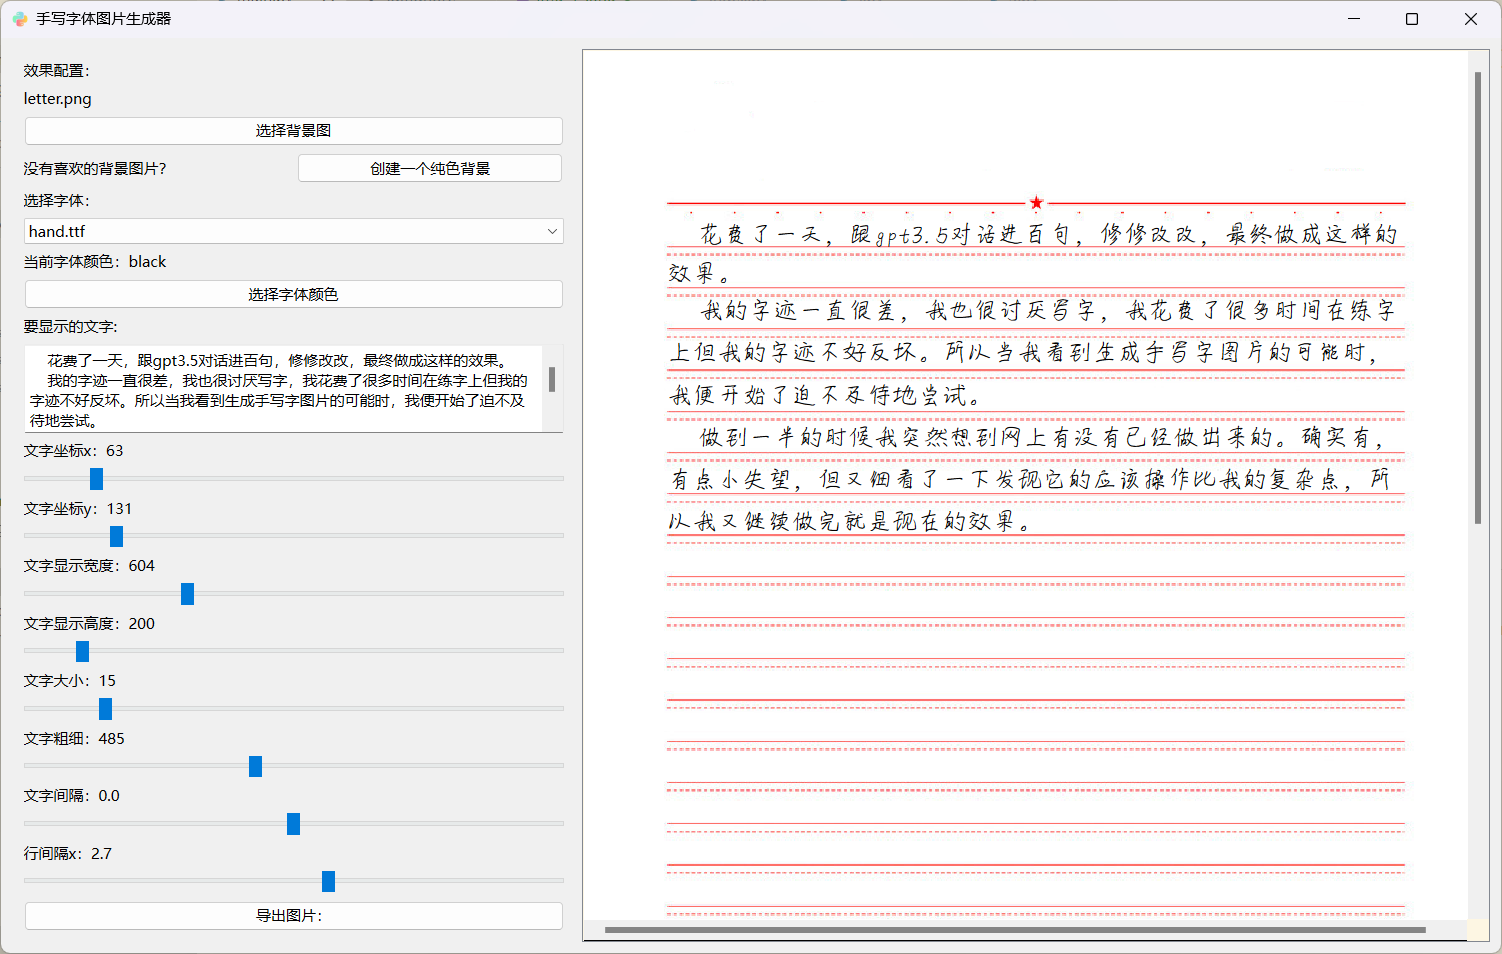 手写字体图片生成器
效果配置：
letter.png
选择背景图
没有喜欢的背景图片？
创建一个纯色背景
选择字体：
hand.ttf
当前字体颜色：black
选择字体颜色
要显示的文字：
花费了一天，跟gpt3.5对话进百句，修修改改，最终做成这样的效果。
我的字迹一直很差，我也很讨厌写字，我花费了很多时间在练字上但我的
字迹不好反坏。所以当我看到生成手写字图片的可能时，我便开始了迫不及
待地尝试。
文字坐标x：63
文字坐标y：131
文字显示宽度：604
文字显示高度：200
文字大小：15
文字粗细：485
文字间隔：0.0
行间隔x：2.7
导出图片：
花费了一天，跟gpt3.5对话进百句，修修改改，最终做成这样的
效果。
我的字迹一直很差，我也很讨厌写字，我花费了很多时间在练字
上但我的字迹不好反坏。所以当我看到生成手写字图片的可能时，
我便开始了迫不及待地尝试。
做到一半的时候我突然想到网上有没有已经做出来的。确实有，
有点小失望，但又细看了一下发现它的应该操作比我的复杂点，所
以我又继续做完就是现在的效果。